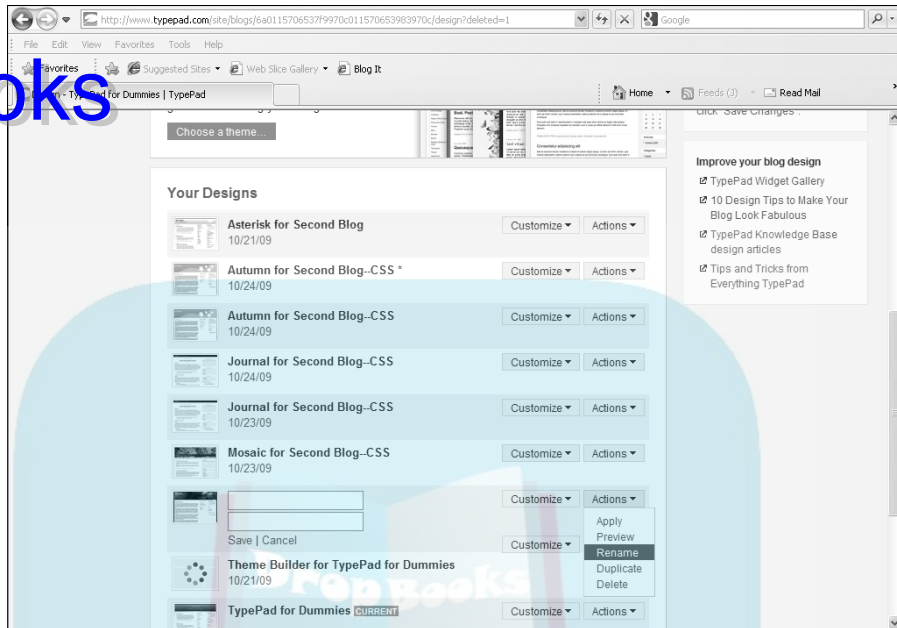 http://www.typepad.com/site/blogs/6a0115706537f9970c011570653983970c/design?deleted=1
Google
File Edit View Favorites Tools Help
Favorites Suggested Sites Web Slice Gallery Blog It
oks
Design - TypePad for Dummies | TypePad
Home Feeds (J) Read Mail
Choose a theme...
click "Save Changes".
Improve your blog design
TypePad Widget Gallery
10 Design Tips to Make Your
Blog Look Fabulous
TypePad Knowledge Base
design articles
Tips and Tricks from
Everything TypePad
Your Designs
Asterisk for Second Blog
10/21/09
Customize Actions
Autumn for Second Blog--CSS *
10/24/09
Customize Actions
Autumn for Second Blog--CSS
10/24/09
Customize Actions
Journal for Second Blog--CSS
10/24/09
Customize Actions
Journal for Second Blog--CSS
10/23/09
Customize Actions
Mosaic for Second Blog--CSS
10/23/09
Customize Actions
Customize Actions
Save | Cancel
Apply
Preview
Rename
Duplicate
Delete
Theme Builder for TypePad for Dummies
10/21/09
Customize
DropBooks
TypePad for Dummies CURRENT
Customize Actions